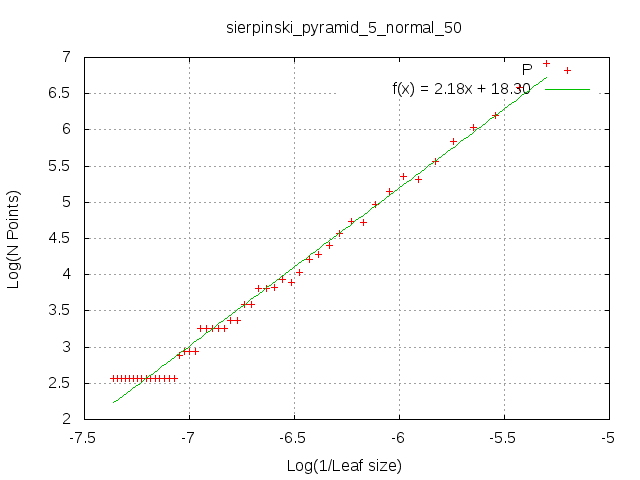 sierpinski_pyramid_5_normal_50
7
6.5
6
5.5
5
4.5
4
3.5
3
2.5
2
Log(N Points)
P
f(x) = 2.18x + 18.30
-7.5 -7 -6.5 -6 -5.5 -5
Log(1/Leaf size)